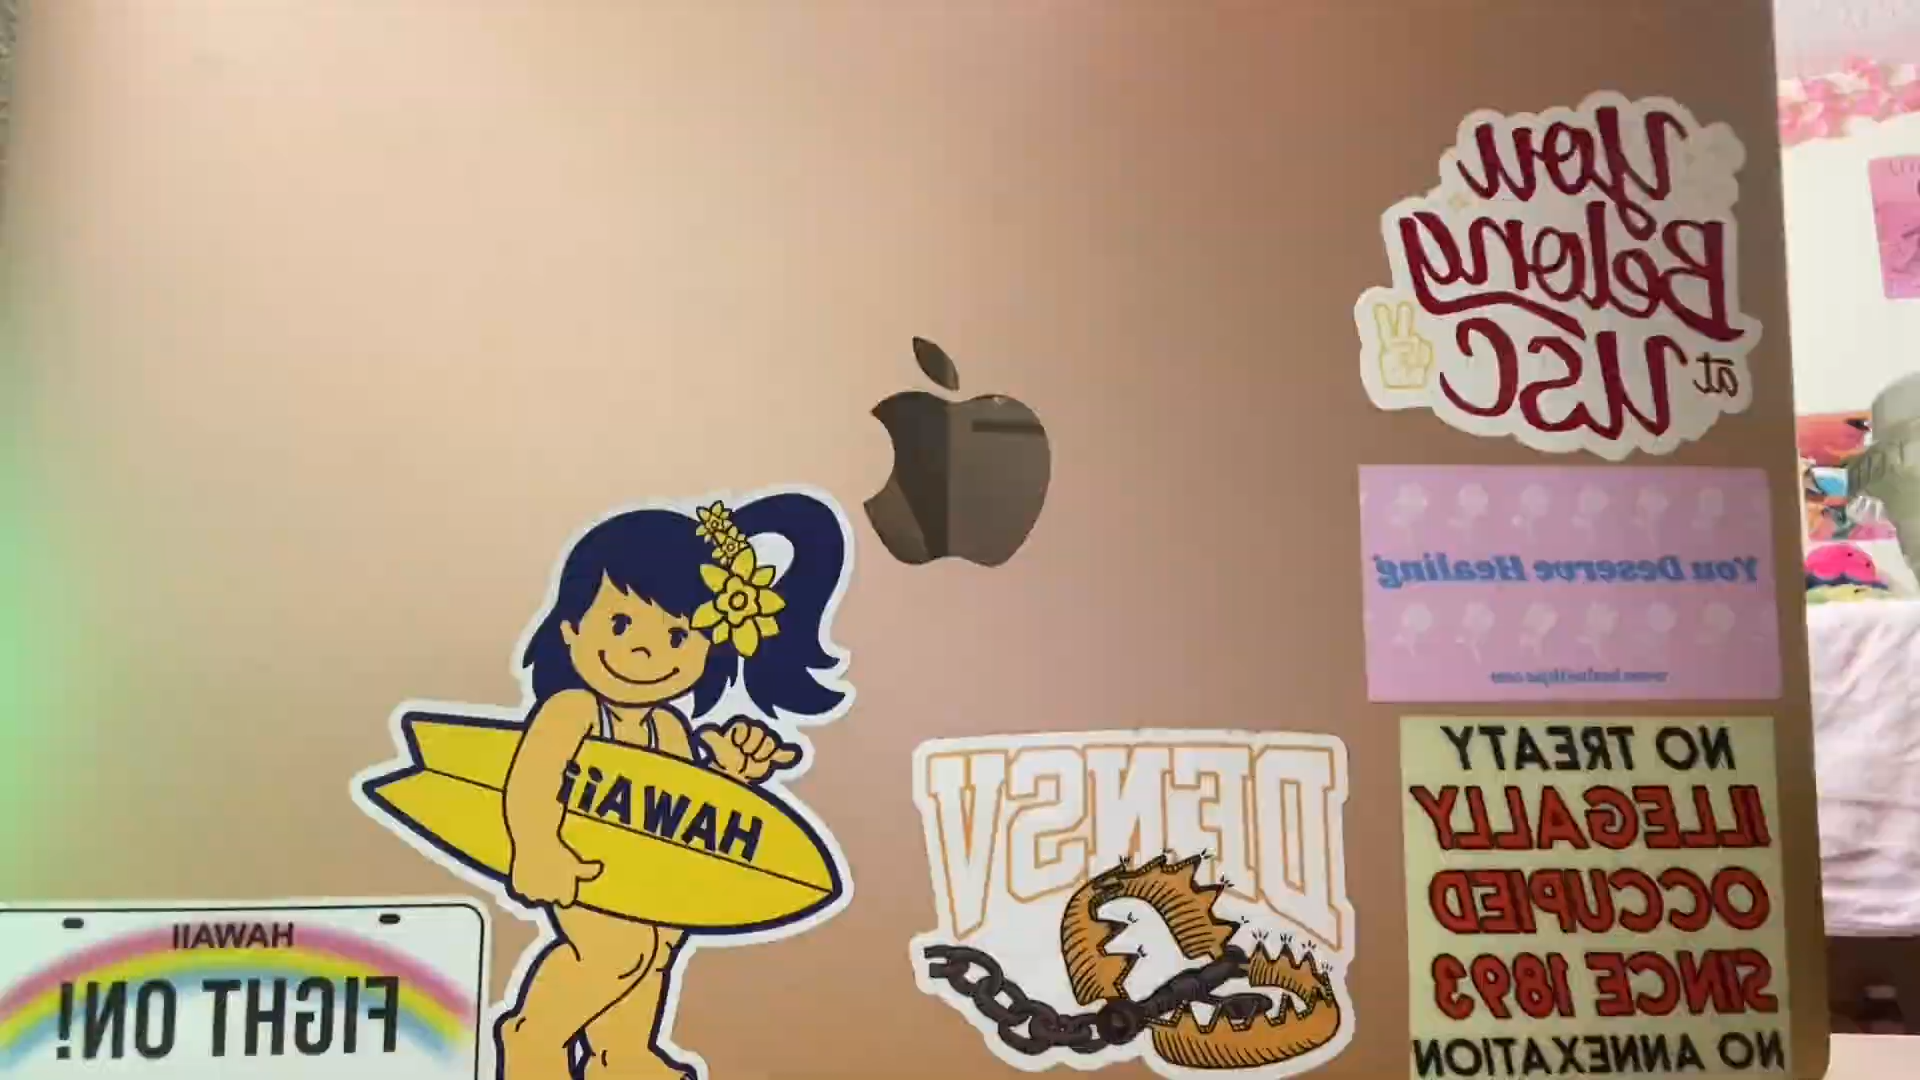 You
Belong
at USC
You Deserve Healing
NO TREATY
ILLEGALLY
OCCUPIED
SINCE 1893
NO ANNEXATION
HAWAii
DENSV
HAWAII
FIGHT ON!